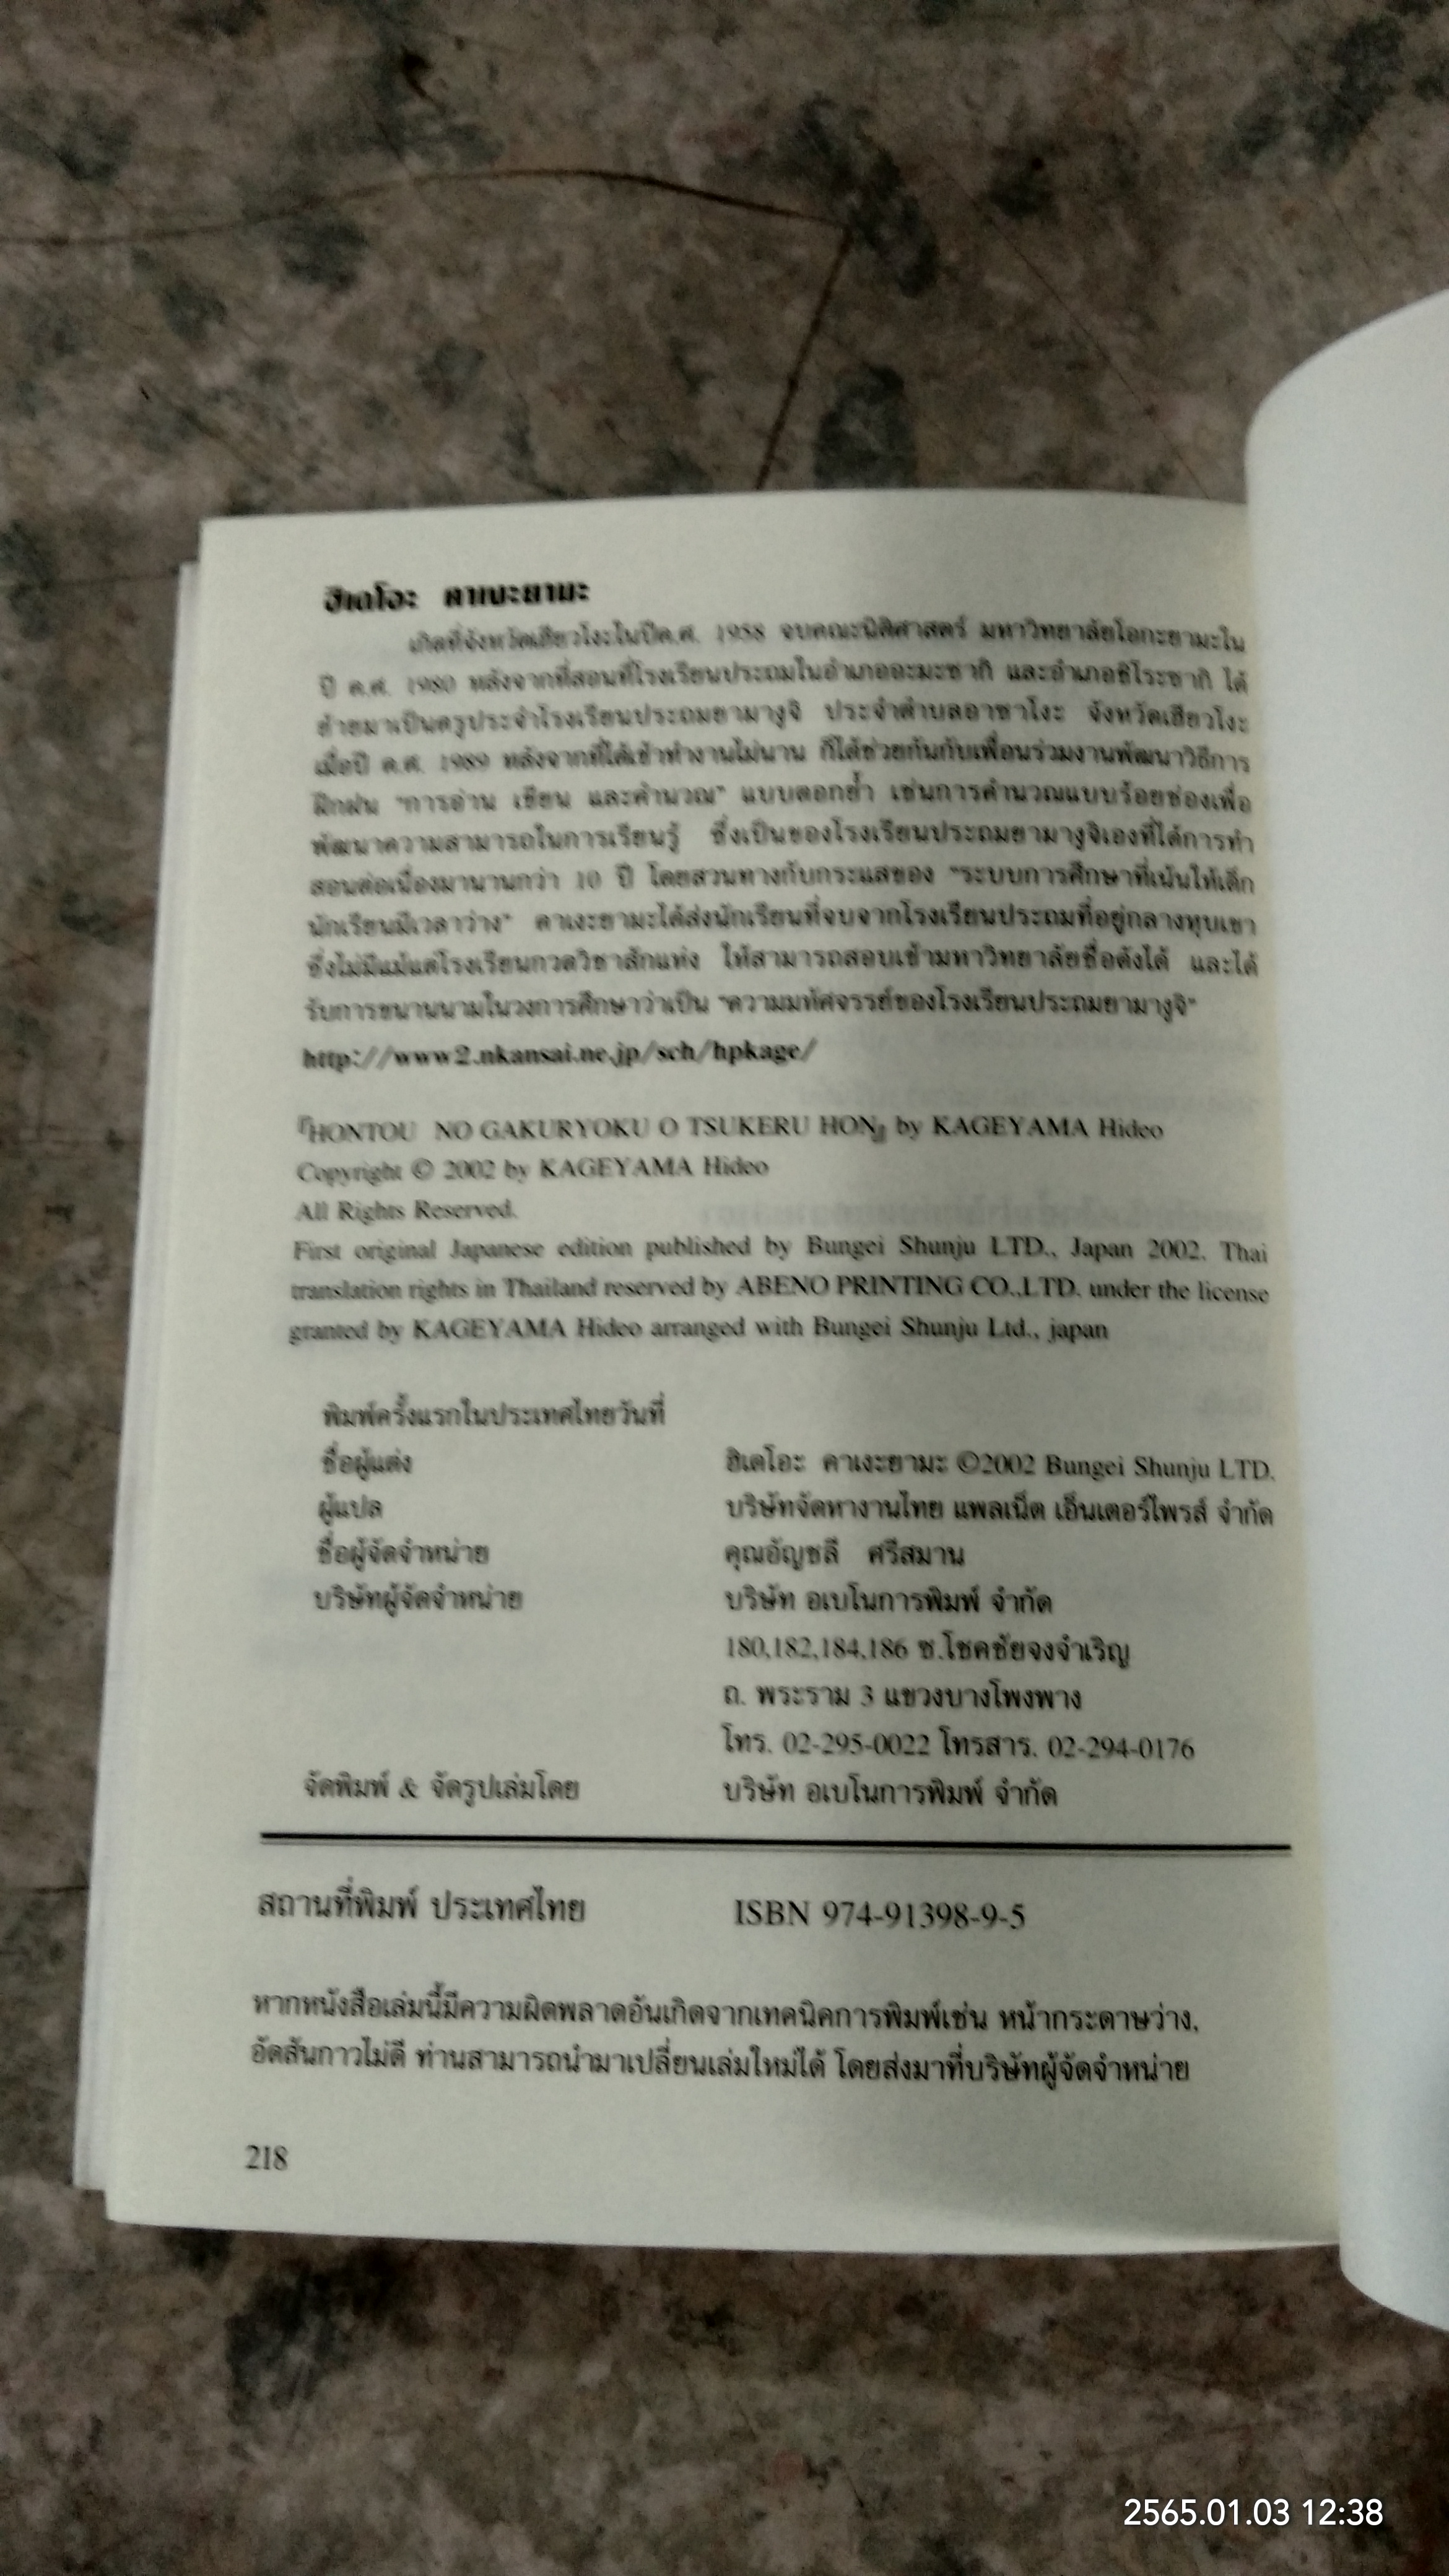 ฮิเดโอะ คาเงะยามะ
เกิดที่จังหวัดเฮียวโงะในปีค.ศ. 1958 จบคณะนิติศาสตร์ มหาวิทยาลัยโอกะยามะใน
ปี ค.ศ. 1980 หลังจากที่สอนที่โรงเรียนประถมในอำเภออะมะซากิ และอำเภอชิโระซากิ ได้
ย้ายมาเป็นครูประจำโรงเรียนประถมยามางูจิ ประจำตำบลอาซาโงะ จังหวัดเฮียวโงะ
เมื่อปี ค.ศ. 1989 หลังจากที่ได้เข้าทำงานไม่นาน ก็ได้ช่วยกันกับเพื่อนร่วมงานพัฒนาวิธีการ
ฝึกฝน "การอ่าน เขียน และคำนวณ" แบบตอกย้ำ เช่นการคำนวณแบบร้อยช่องเพื่อ
พัฒนาความสามารถในการเรียนรู้ ซึ่งเป็นของโรงเรียนประถมยามางูจิเองที่ได้การทำ
สอนต่อเนื่องมานานกว่า 10 ปี โดยสวนทางกับกระแสของ "ระบบการศึกษาที่เน้นให้เด็ก
นักเรียนมีเวลาว่าง" คาเงะยามะได้ส่งนักเรียนที่จบจากโรงเรียนประถมที่อยู่กลางหุบเขา
ซึ่งไม่มีแม้แต่โรงเรียนกวดวิชาสักแห่ง ให้สามารถสอบเข้ามหาวิทยาลัยชื่อดังได้ และได้
รับการขนานนามในวงการศึกษาว่าเป็น "ความมหัศจรรย์ของโรงเรียนประถมยามางูจิ"
http://www2.nkansai.ne.jp/sch/hpkage/
『HONTOU NO GAKURYOKU O TSUKERU HON』 by KAGEYAMA Hideo
Copyright © 2002 by KAGEYAMA Hideo
All Rights Reserved.
First original Japanese edition published by Bungei Shunju LTD., Japan 2002. Thai
translation rights in Thailand reserved by ABENO PRINTING CO.,LTD. under the license
granted by KAGEYAMA Hideo arranged with Bungei Shunju Ltd., japan
พิมพ์ครั้งแรกในประเทศไทยวันที่
ชื่อผู้แต่ง ฮิเดโอะ คาเงะยามะ ©2002 Bungei Shunju LTD.
ผู้แปล บริษัทจัดหางานไทย แพลเน็ต เอ็นเตอร์ไพรส์ จำกัด
ชื่อผู้จัดจำหน่าย คุณอัญชลี ศรีสมาน
บริษัทผู้จัดจำหน่าย บริษัท อเบโนการพิมพ์ จำกัด
180,182,184,186 ซ.โชคชัยจงจำเริญ
ถ. พระราม 3 แขวงบางโพงพาง
โทร. 02-295-0022 โทรสาร. 02-294-0176
จัดพิมพ์ & จัดรูปเล่มโดย บริษัท อเบโนการพิมพ์ จำกัด
สถานที่พิมพ์ ประเทศไทย ISBN 974-91398-9-5
หากหนังสือเล่มนี้มีความผิดพลาดอันเกิดจากเทคนิคการพิมพ์เช่น หน้ากระดาษว่าง,
อัดสันกาวไม่ดี ท่านสามารถนำมาเปลี่ยนเล่มใหม่ได้ โดยส่งมาที่บริษัทผู้จัดจำหน่าย
218
2565.01.03 12:38